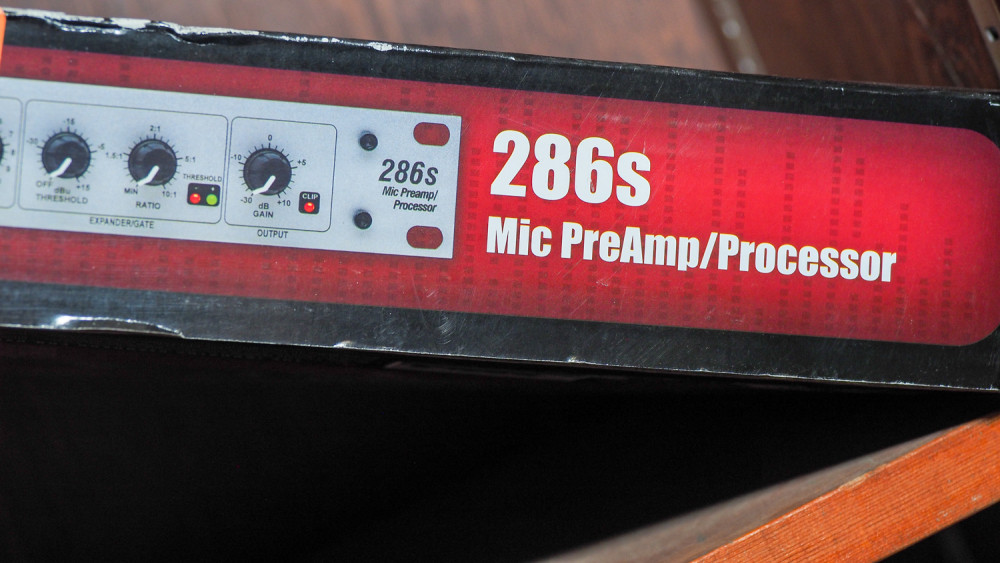 -15
-30
-5
OFF
+15
dBu
THRESHOLD
2:1
1.5:1
5:1
MIN
10:1
RATIO
THRESHOLD
EXPANDER/GATE
0
-10
+5
-30
+10
dB
GAIN
CLIP
OUTPUT
286s
Mic Preamp/
Processor
286s
Mic PreAmp/Processor